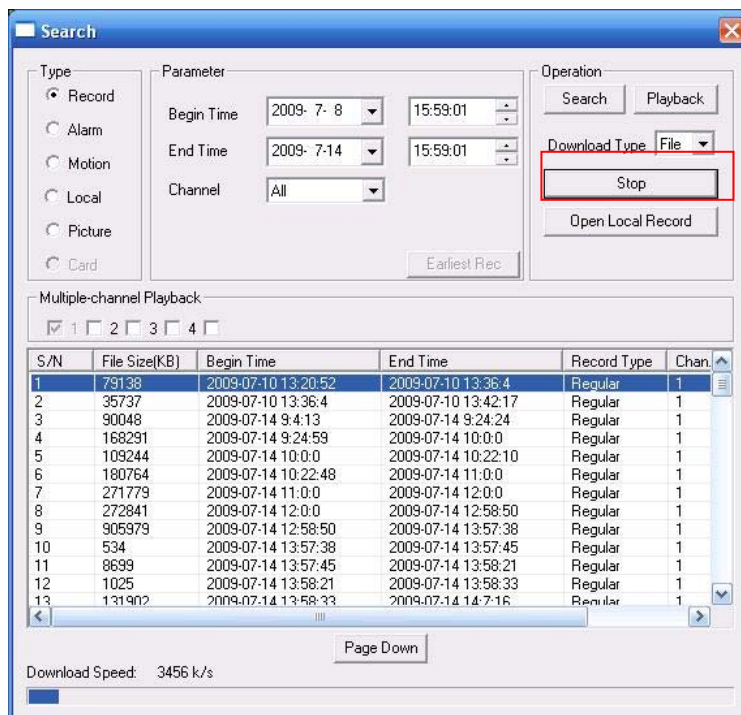 Search
Type
Record
Alarm
Motion
Local
Picture
Card
Parameter
Begin Time 2009- 7- 8 15:59:01
End Time 2009- 7-14 15:59:01
Channel All
Earliest Rec
Operation
Search Playback
Download Type File
Stop
Open Local Record
Multiple-channel Playback
1 2 3 4
S/N File Size(KB) Begin Time End Time Record Type Chan.
1 79138 2009-07-10 13:20:52 2009-07-10 13:36:4 Regular 1
2 35737 2009-07-10 13:36:4 2009-07-10 13:42:17 Regular 1
3 90048 2009-07-14 9:4:13 2009-07-14 9:24:24 Regular 1
4 168291 2009-07-14 9:24:59 2009-07-14 10:0:0 Regular 1
5 109244 2009-07-14 10:0:0 2009-07-14 10:22:10 Regular 1
6 180764 2009-07-14 10:22:48 2009-07-14 11:0:0 Regular 1
7 271779 2009-07-14 11:0:0 2009-07-14 12:0:0 Regular 1
8 272841 2009-07-14 12:0:0 2009-07-14 12:58:50 Regular 1
9 905979 2009-07-14 12:58:50 2009-07-14 13:57:38 Regular 1
10 534 2009-07-14 13:57:38 2009-07-14 13:57:45 Regular 1
11 8699 2009-07-14 13:57:45 2009-07-14 13:58:21 Regular 1
12 1025 2009-07-14 13:58:21 2009-07-14 13:58:33 Regular 1
13 131902 2009-07-14 13:58:33 2009-07-14 14:7:16 Regular 1
Page Down
Download Speed: 3456 k/s